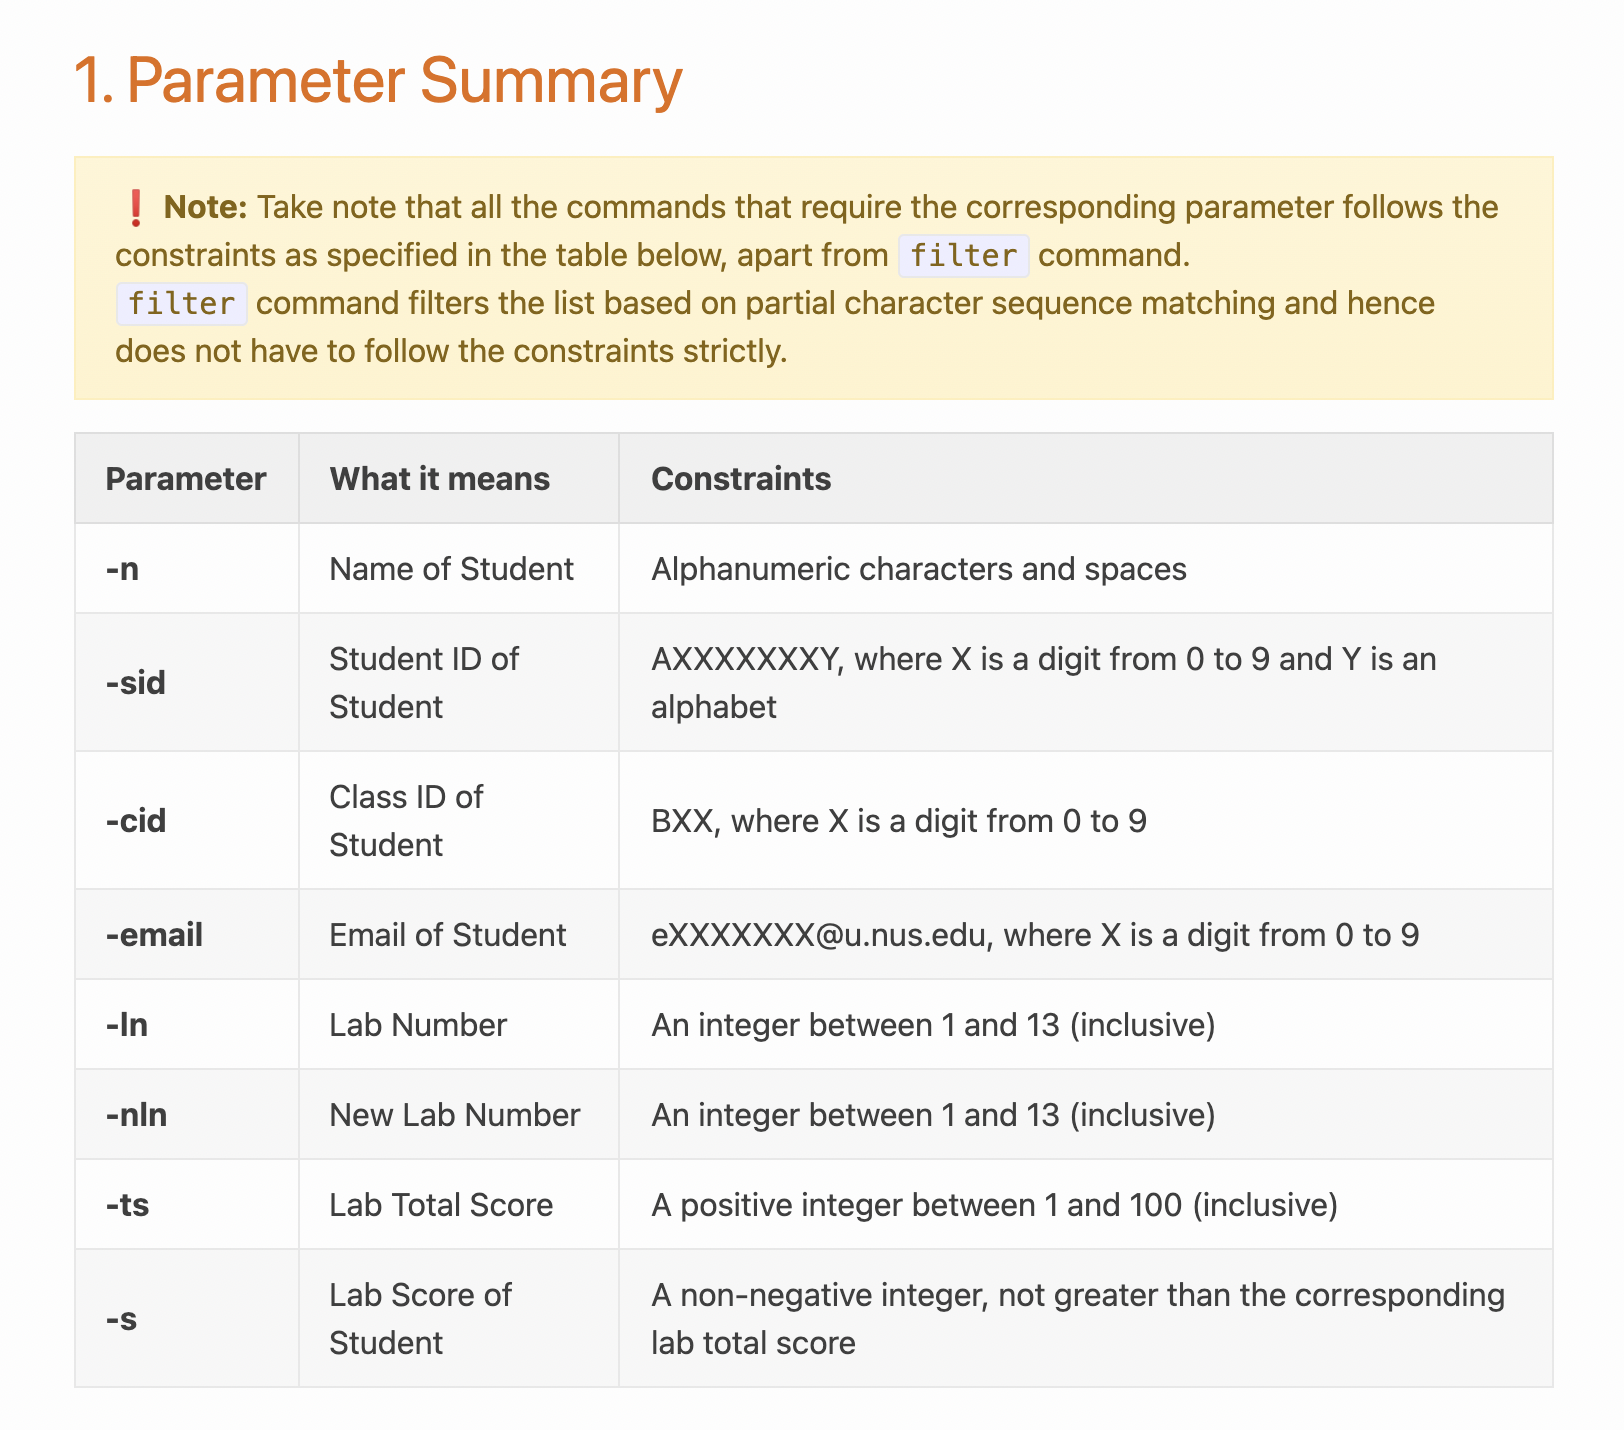 1. Parameter Summary
❗ Note: Take note that all the commands that require the corresponding parameter follows the
constraints as specified in the table below, apart from filter command.
filter command filters the list based on partial character sequence matching and hence
does not have to follow the constraints strictly.
Parameter What it means Constraints
-n Name of Student Alphanumeric characters and spaces
-sid Student ID of Student AXXXXXXXY, where X is a digit from 0 to 9 and Y is an alphabet
-cid Class ID of Student BXX, where X is a digit from 0 to 9
-email Email of Student eXXXXXXX@u.nus.edu, where X is a digit from 0 to 9
-ln Lab Number An integer between 1 and 13 (inclusive)
-nln New Lab Number An integer between 1 and 13 (inclusive)
-ts Lab Total Score A positive integer between 1 and 100 (inclusive)
-s Lab Score of Student A non-negative integer, not greater than the corresponding lab total score